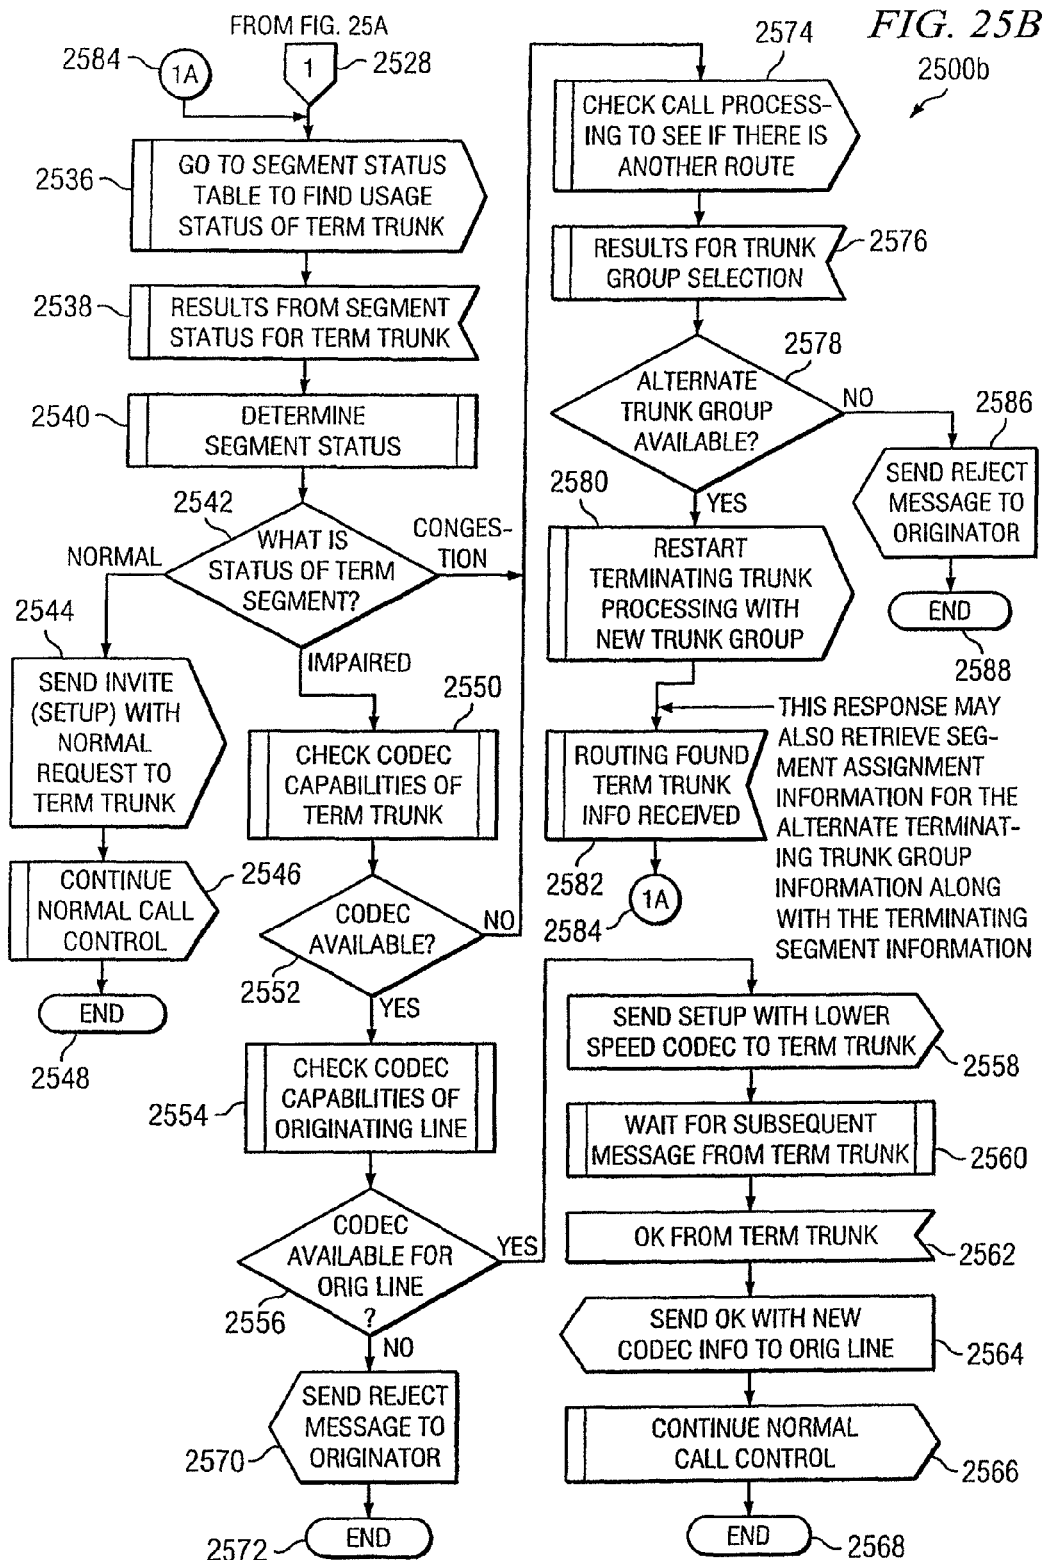 FIG. 25B
2500b
FROM FIG. 25A
2584
1A
1
2528
2536
GO TO SEGMENT STATUS
TABLE TO FIND USAGE
STATUS OF TERM TRUNK
2538
RESULTS FROM SEGMENT
STATUS FOR TERM TRUNK
2540
DETERMINE
SEGMENT STATUS
2542
WHAT IS
STATUS OF TERM
SEGMENT?
NORMAL
CONGES-
TION
IMPAIRED
2544
SEND INVITE
(SETUP) WITH
NORMAL
REQUEST TO
TERM TRUNK
2546
CONTINUE
NORMAL CALL
CONTROL
END
2548
2550
CHECK CODEC
CAPABILITIES OF
TERM TRUNK
CODEC
AVAILABLE?
NO
2552
YES
2554
CHECK CODEC
CAPABILITIES OF
ORIGINATING LINE
CODEC
AVAILABLE FOR
ORIG LINE
?
YES
2556
NO
SEND REJECT
MESSAGE TO
ORIGINATOR
2570
END
2572
2574
CHECK CALL PROCESS-
ING TO SEE IF THERE IS
ANOTHER ROUTE
RESULTS FOR TRUNK
GROUP SELECTION
2576
2578
ALTERNATE
TRUNK GROUP
AVAILABLE?
NO
2586
SEND REJECT
MESSAGE TO
ORIGINATOR
END
2588
YES
2580
RESTART
TERMINATING TRUNK
PROCESSING WITH
NEW TRUNK GROUP
ROUTING FOUND
TERM TRUNK
INFO RECEIVED
2582
1A
2584
THIS RESPONSE MAY
ALSO RETRIEVE SEG-
MENT ASSIGNMENT
INFORMATION FOR THE
ALTERNATE TERMINAT-
ING TRUNK GROUP
INFORMATION ALONG
WITH THE TERMINATING
SEGMENT INFORMATION
SEND SETUP WITH LOWER
SPEED CODEC TO TERM TRUNK
2558
WAIT FOR SUBSEQUENT
MESSAGE FROM TERM TRUNK
2560
OK FROM TERM TRUNK
2562
SEND OK WITH NEW
CODEC INFO TO ORIG LINE
2564
CONTINUE NORMAL
CALL CONTROL
2566
END
2568